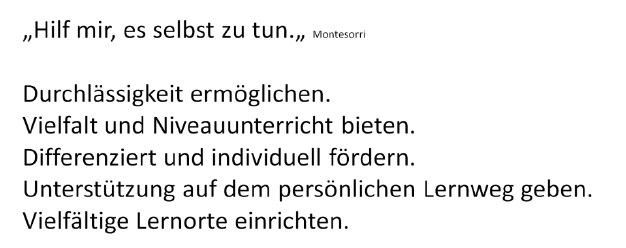 „Hilf mir, es selbst zu tun.„ Montesorri
Durchlässigkeit ermöglichen.
Vielfalt und Niveauunterricht bieten.
Differenziert und individuell fördern.
Unterstützung auf dem persönlichen Lernweg geben.
Vielfältige Lernorte einrichten.